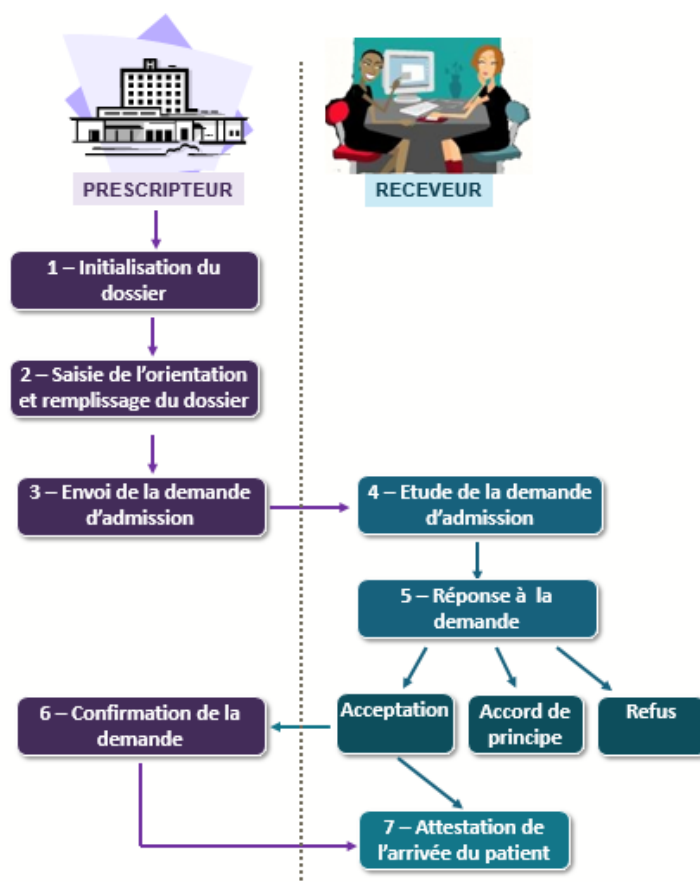 H
PRESCRIPTEUR
RECEVEUR
1 – Initialisation du
dossier
2 – Saisie de l'orientation
et remplissage du dossier
3 – Envoi de la demande
d'admission
4 – Etude de la demande
d'admission
5 – Réponse à la
demande
Acceptation
Accord de
principe
Refus
6 – Confirmation de la
demande
7 – Attestation de
l'arrivée du patient